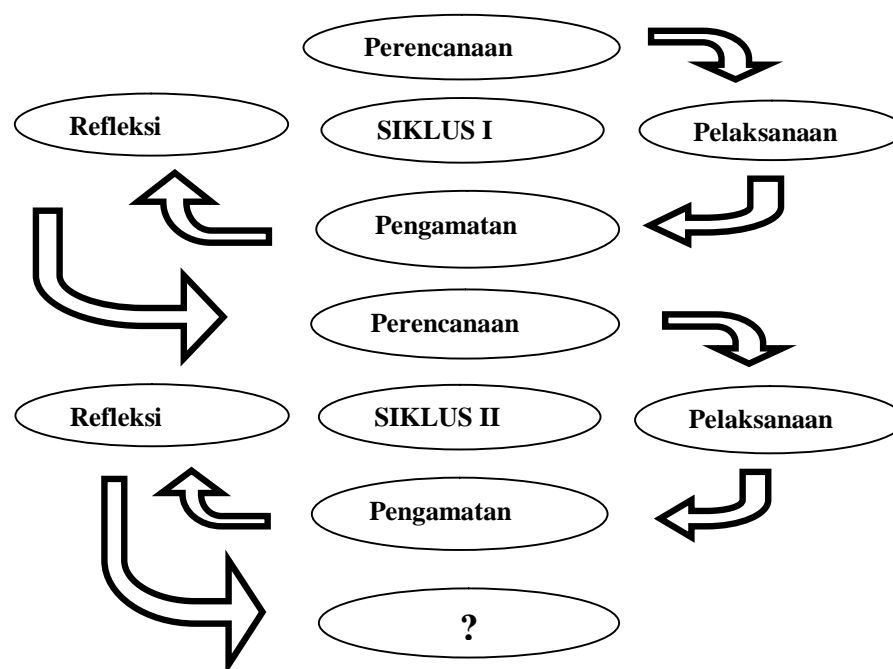 Perencanaan
Refleksi
SIKLUS I
Pelaksanaan
Pengamatan
Perencanaan
Refleksi
SIKLUS II
Pelaksanaan
Pengamatan
?